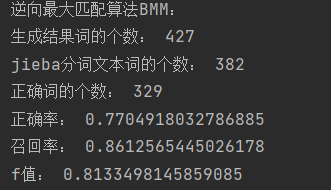 逆向最大匹配算法BMM：
生成结果词的个数： 427
jieba分词文本词的个数： 382
正确词的个数： 329
正确率： 0.7704918032786885
召回率： 0.8612565445026178
f值： 0.8133498145859085